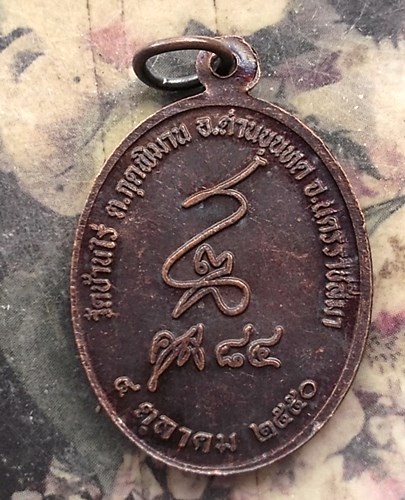 วัดบ้านไร่ ต.กุดพิมาน อ.ด่านขุนทด จ.นครราชสีมา
๘๔
ตุลาคม ๒๕๕๐